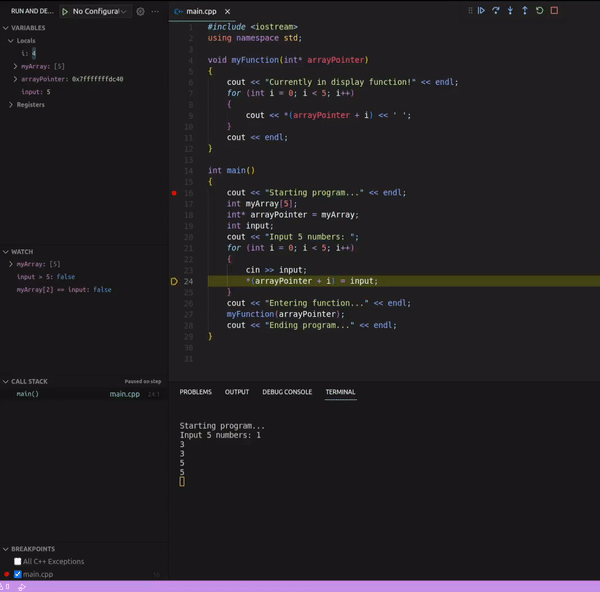 RUN AND DE... No Configurat
VARIABLES
Locals
i: 4
myArray: [5]
arrayPointer: 0x7fffffffdc40
input: 5
Registers
WATCH
myArray: [5]
input > 5: false
myArray[2] == input: false
CALL STACK Paused on step
main() main.cpp 24:1
BREAKPOINTS
All C++ Exceptions
main.cpp
0
main.cpp
1 #include <iostream>
2 using namespace std;
3
4 void myFunction(int* arrayPointer)
5 {
6 cout << "Currently in display function!" << endl;
7 for (int i = 0; i < 5; i++)
8 {
9 cout << *(arrayPointer + i) << ' ';
10 }
11 cout << endl;
12 }
13
14 int main()
15 {
16 cout << "Starting program..." << endl;
17 int myArray[5];
18 int* arrayPointer = myArray;
19 int input;
20 cout << "Input 5 numbers: ";
21 for (int i = 0; i < 5; i++)
22 {
23 cin >> input;
24 *(arrayPointer + i) = input;
25 }
26 cout << "Entering function..." << endl;
27 myFunction(arrayPointer);
28 cout << "Ending program..." << endl;
29 }
30
31
PROBLEMS OUTPUT DEBUG CONSOLE TERMINAL
Starting program...
Input 5 numbers: 1
3
3
5
5